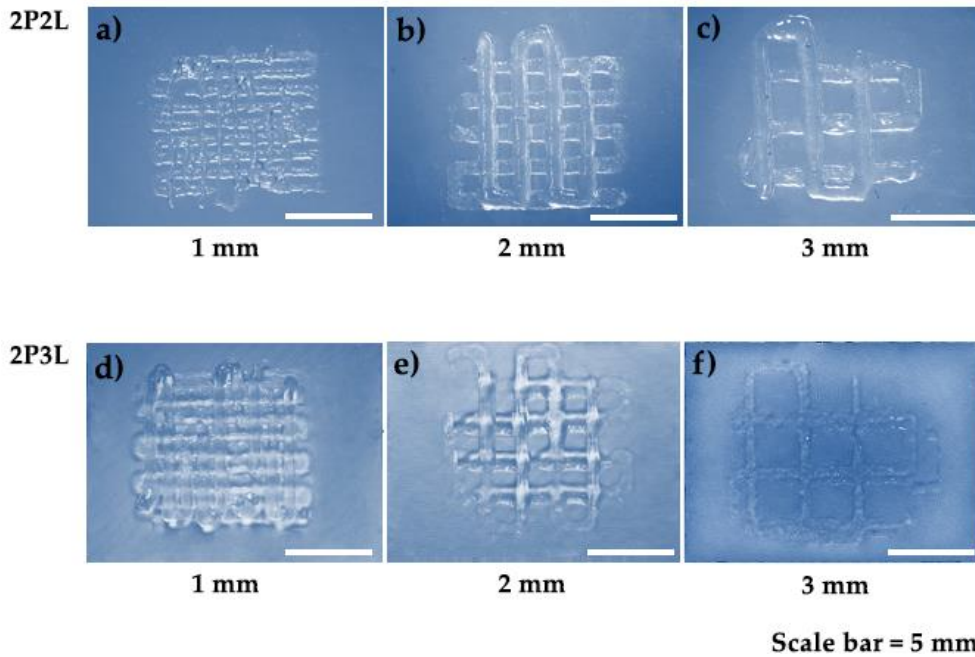 2P2L
a)
b)
c)
1 mm
2 mm
3 mm
2P3L
d)
e)
f)
1 mm
2 mm
3 mm
Scale bar = 5 mm